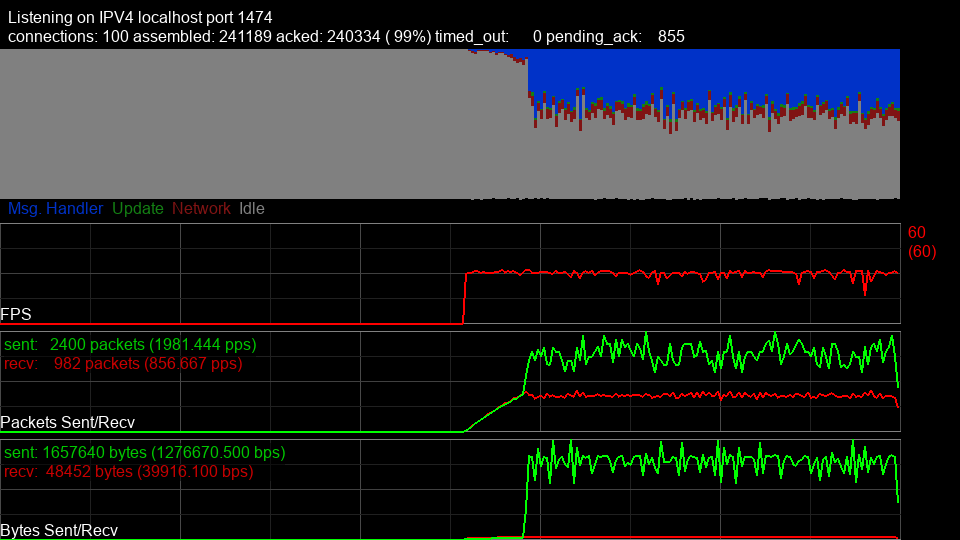 Listening on IPV4 localhost port 1474
connections: 100 assembled: 241189 acked: 240334 ( 99%) timed_out: 0 pending_ack: 855
Msg. Handler Update Network Idle
60
(60)
FPS
sent: 2400 packets (1981.444 pps)
recv: 982 packets (856.667 pps)
Packets Sent/Recv
sent: 1657640 bytes (1276670.500 bps)
recv: 48452 bytes (39916.100 bps)
Bytes Sent/Recv